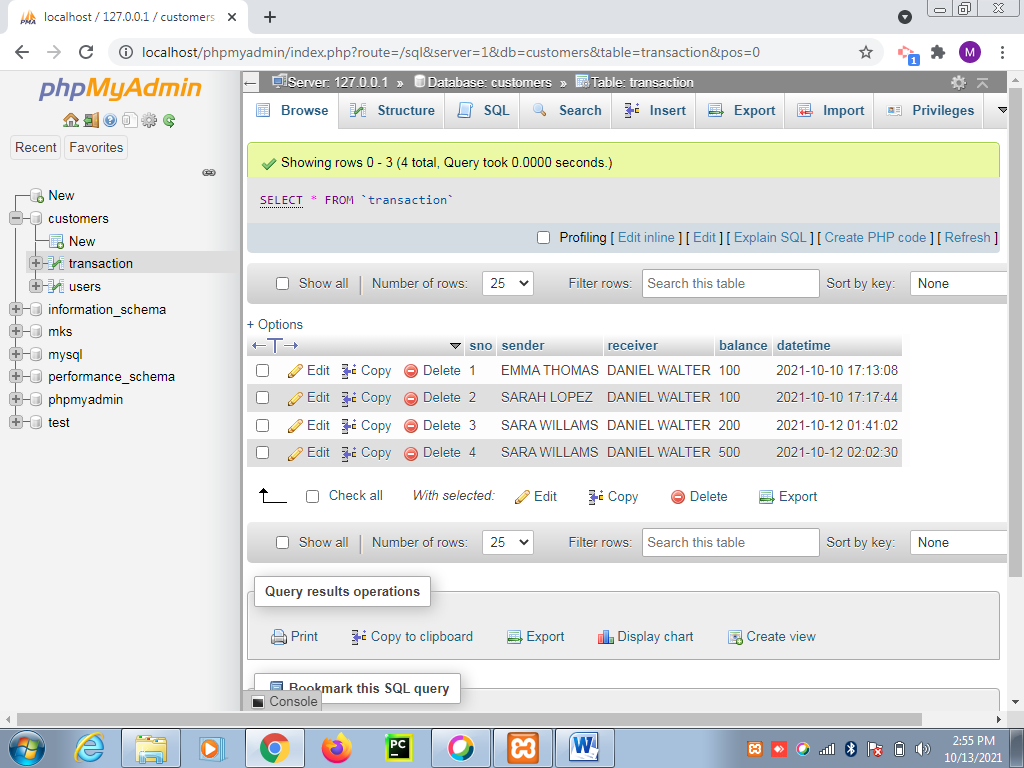 localhost / 127.0.0.1 / customers
localhost/phpmyadmin/index.php?route=/sql&server=1&db=customers&table=transaction&pos=0
1
M
phpMyAdmin
Recent
Favorites
New
customers
New
transaction
users
information_schema
mks
mysql
performance_schema
phpmyadmin
test
Server: 127.0.0.1 » Database: customers » Table: transaction
Browse Structure SQL Search Insert Export Import Privileges
Showing rows 0 - 3 (4 total, Query took 0.0000 seconds.)
SELECT * FROM `transaction`
Profiling [ Edit inline ] [ Edit ] [ Explain SQL ] [ Create PHP code ] [ Refresh ]
Show all Number of rows: 25 Filter rows: Search this table Sort by key: None
+ Options
←T→ sno sender receiver balance datetime
Edit Copy Delete 1 EMMA THOMAS DANIEL WALTER 100 2021-10-10 17:13:08
Edit Copy Delete 2 SARAH LOPEZ DANIEL WALTER 100 2021-10-10 17:17:44
Edit Copy Delete 3 SARA WILLAMS DANIEL WALTER 200 2021-10-12 01:41:02
Edit Copy Delete 4 SARA WILLAMS DANIEL WALTER 500 2021-10-12 02:02:30
Check all With selected: Edit Copy Delete Export
Show all Number of rows: 25 Filter rows: Search this table Sort by key: None
Query results operations
Print Copy to clipboard Export Display chart Create view
Bookmark this SQL query
Console
PC
W
2:55 PM
10/13/2021